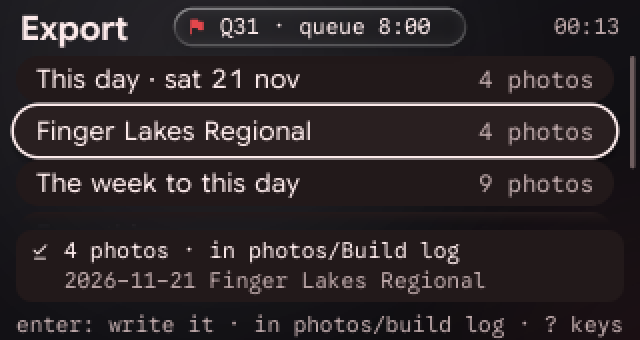 Export
Q31 · queue 8:00
00:13
This day · sat 21 nov
4 photos
Finger Lakes Regional
4 photos
The week to this day
9 photos
4 photos · in photos/Build log
2026-11-21 Finger Lakes Regional
enter: write it · in photos/build log · ? keys